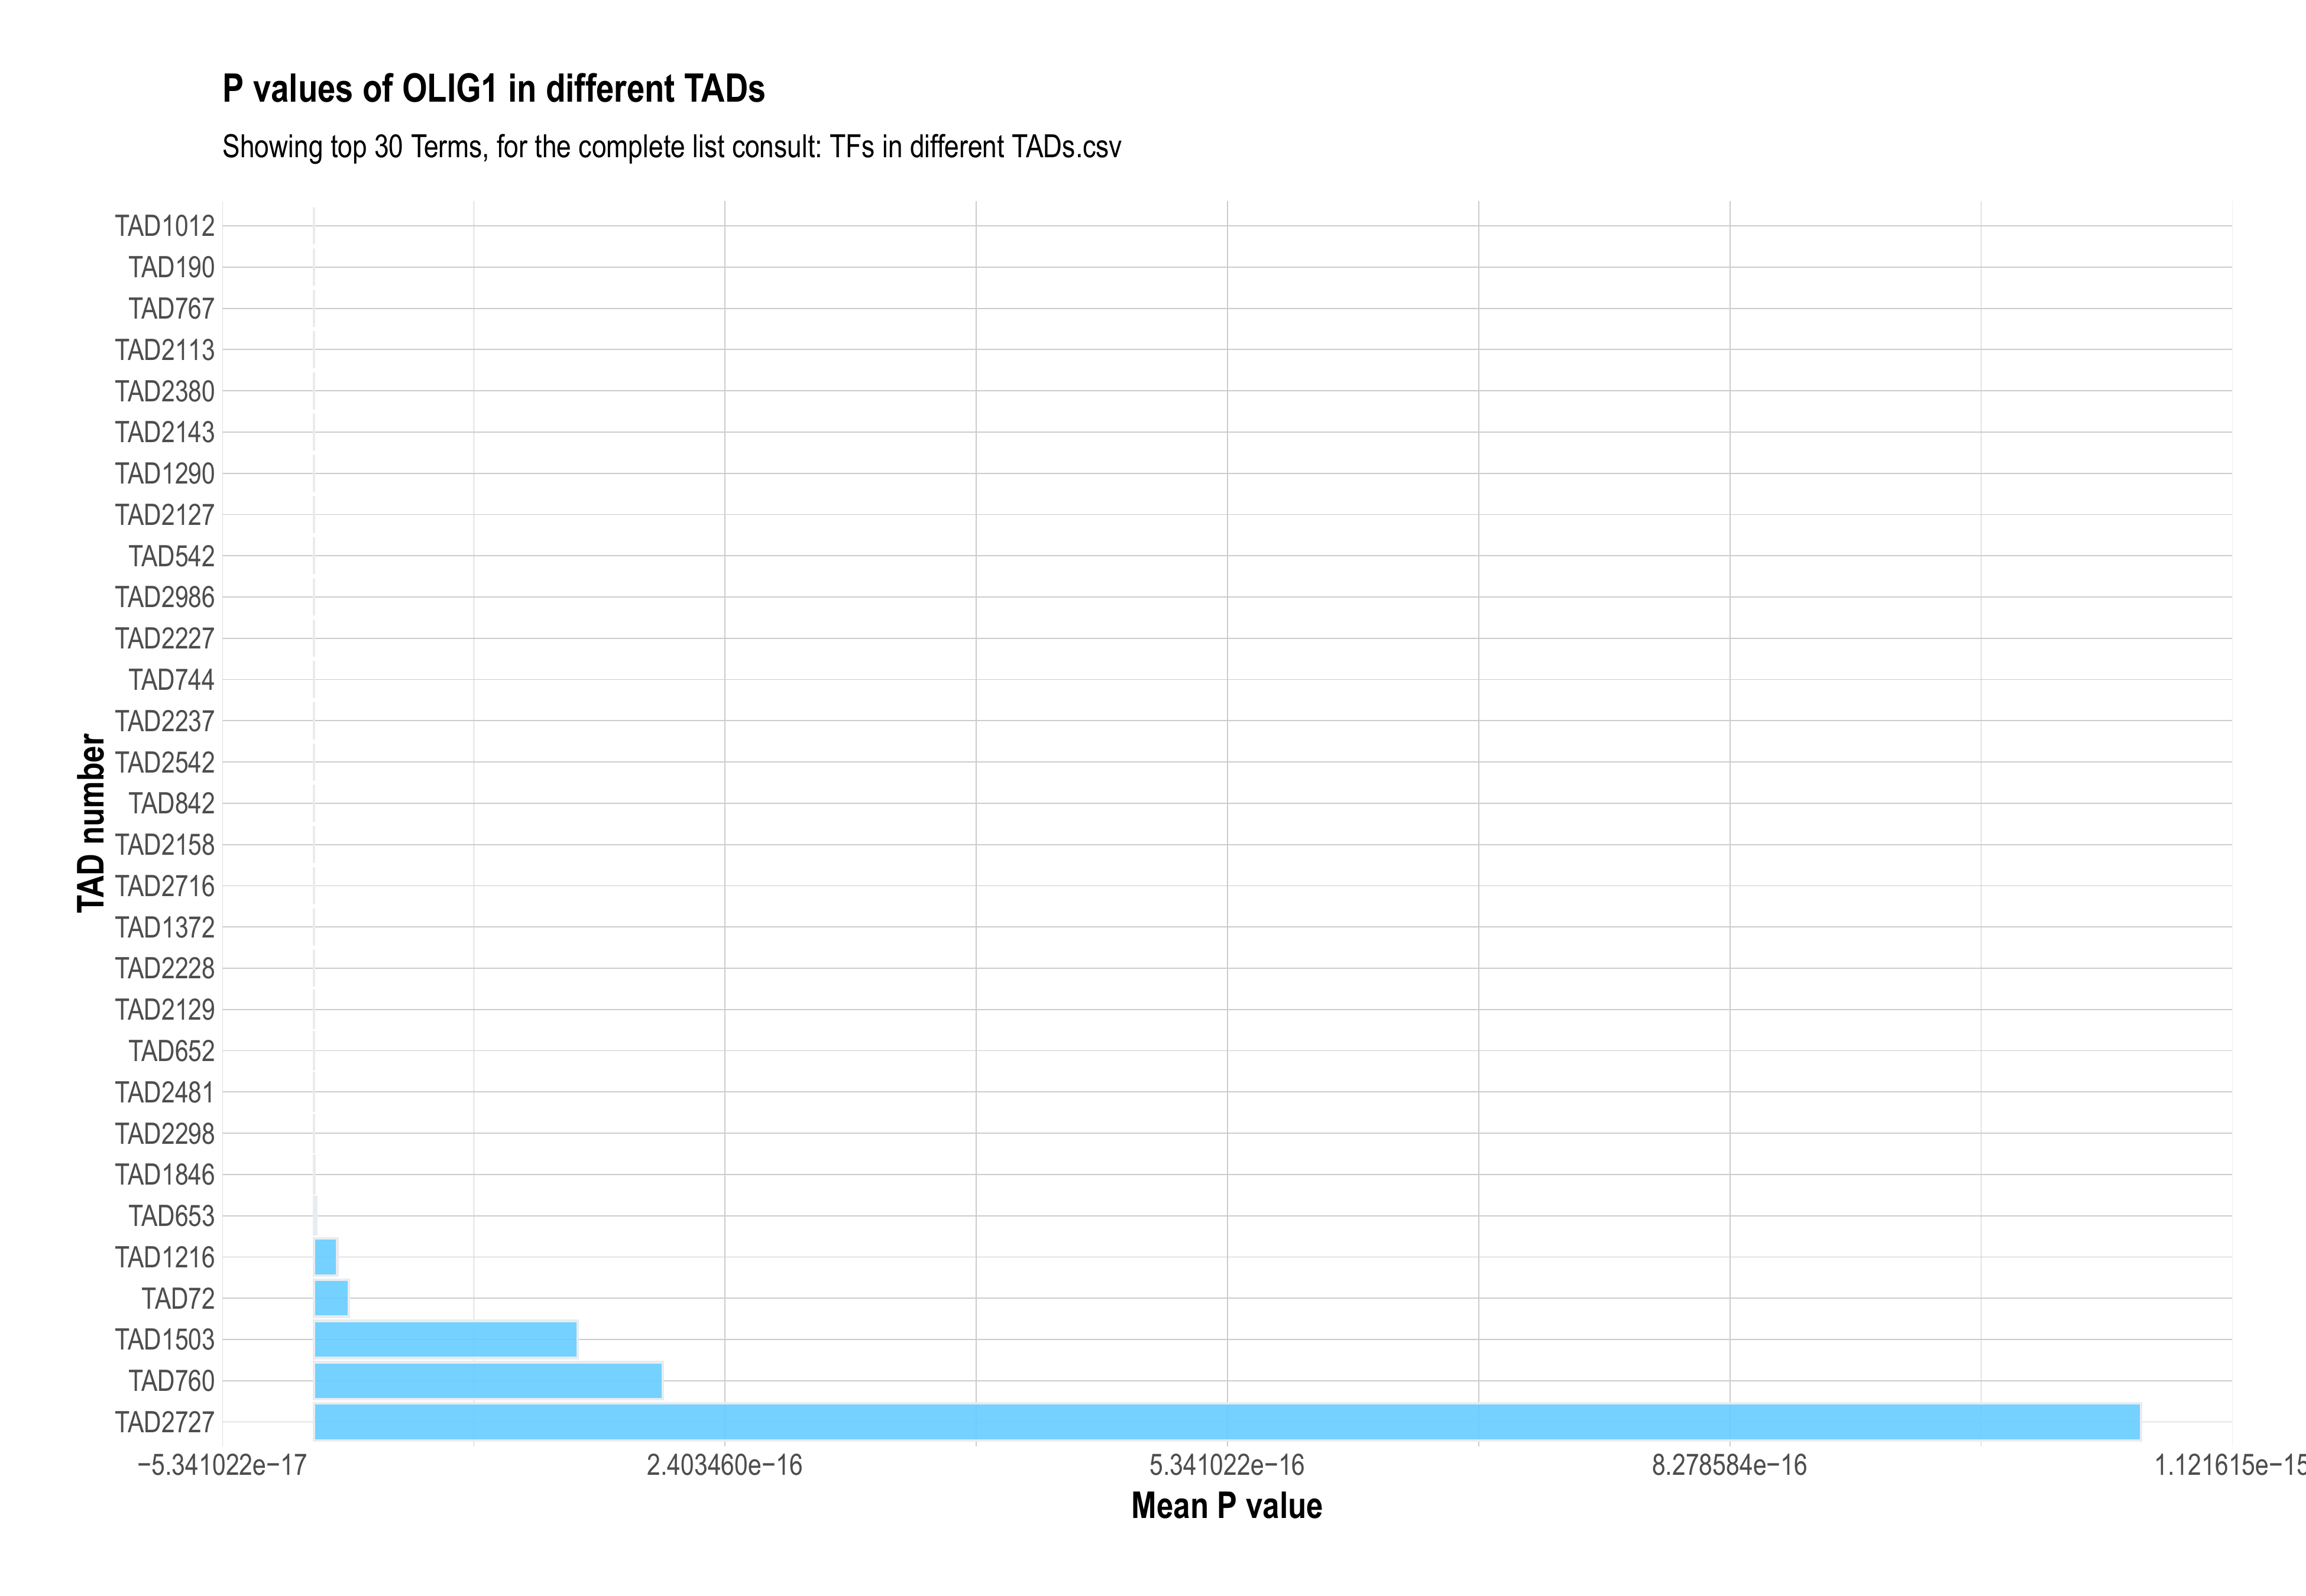 P values of OLIG1 in different TADs
Showing top 30 Terms, for the complete list consult: TFs in different TADs.csv
TAD number
TAD1012
TAD190
TAD767
TAD2113
TAD2380
TAD2143
TAD1290
TAD2127
TAD542
TAD2986
TAD2227
TAD744
TAD2237
TAD2542
TAD842
TAD2158
TAD2716
TAD1372
TAD2228
TAD2129
TAD652
TAD2481
TAD2298
TAD1846
TAD653
TAD1216
TAD72
TAD1503
TAD760
TAD2727
−5.341022e−17 2.403460e−16 5.341022e−16 8.278584e−16 1.121615e−15
Mean P value